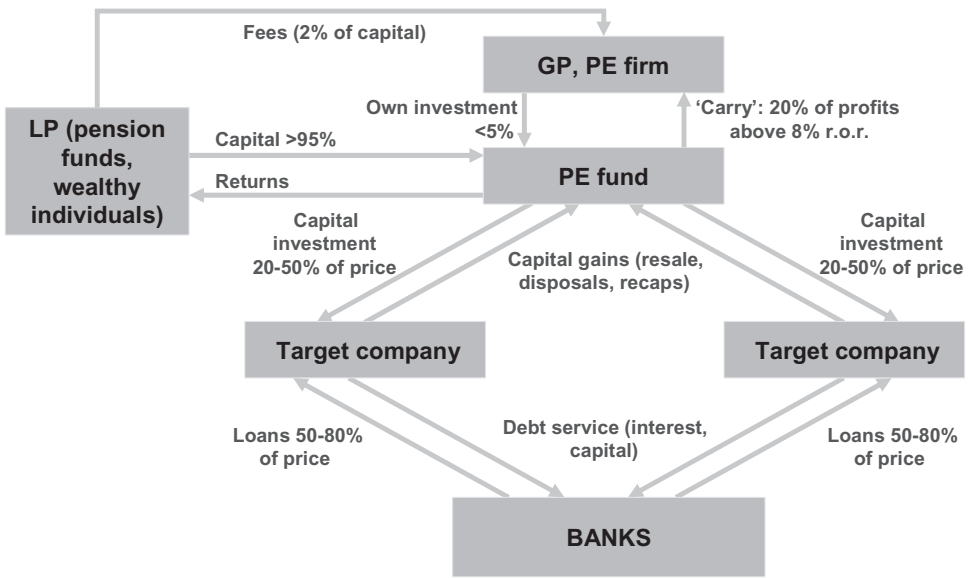 Fees (2% of capital)
GP, PE firm
Own investment
<5%
‘Carry’: 20% of profits
above 8% r.o.r.
LP (pension
funds,
wealthy
individuals)
Capital >95%
Returns
PE fund
Capital
investment
20-50% of price
Capital gains (resale,
disposals, recaps)
Capital
investment
20-50% of price
Target company
Target company
Loans 50-80%
of price
Debt service (interest,
capital)
Loans 50-80%
of price
BANKS